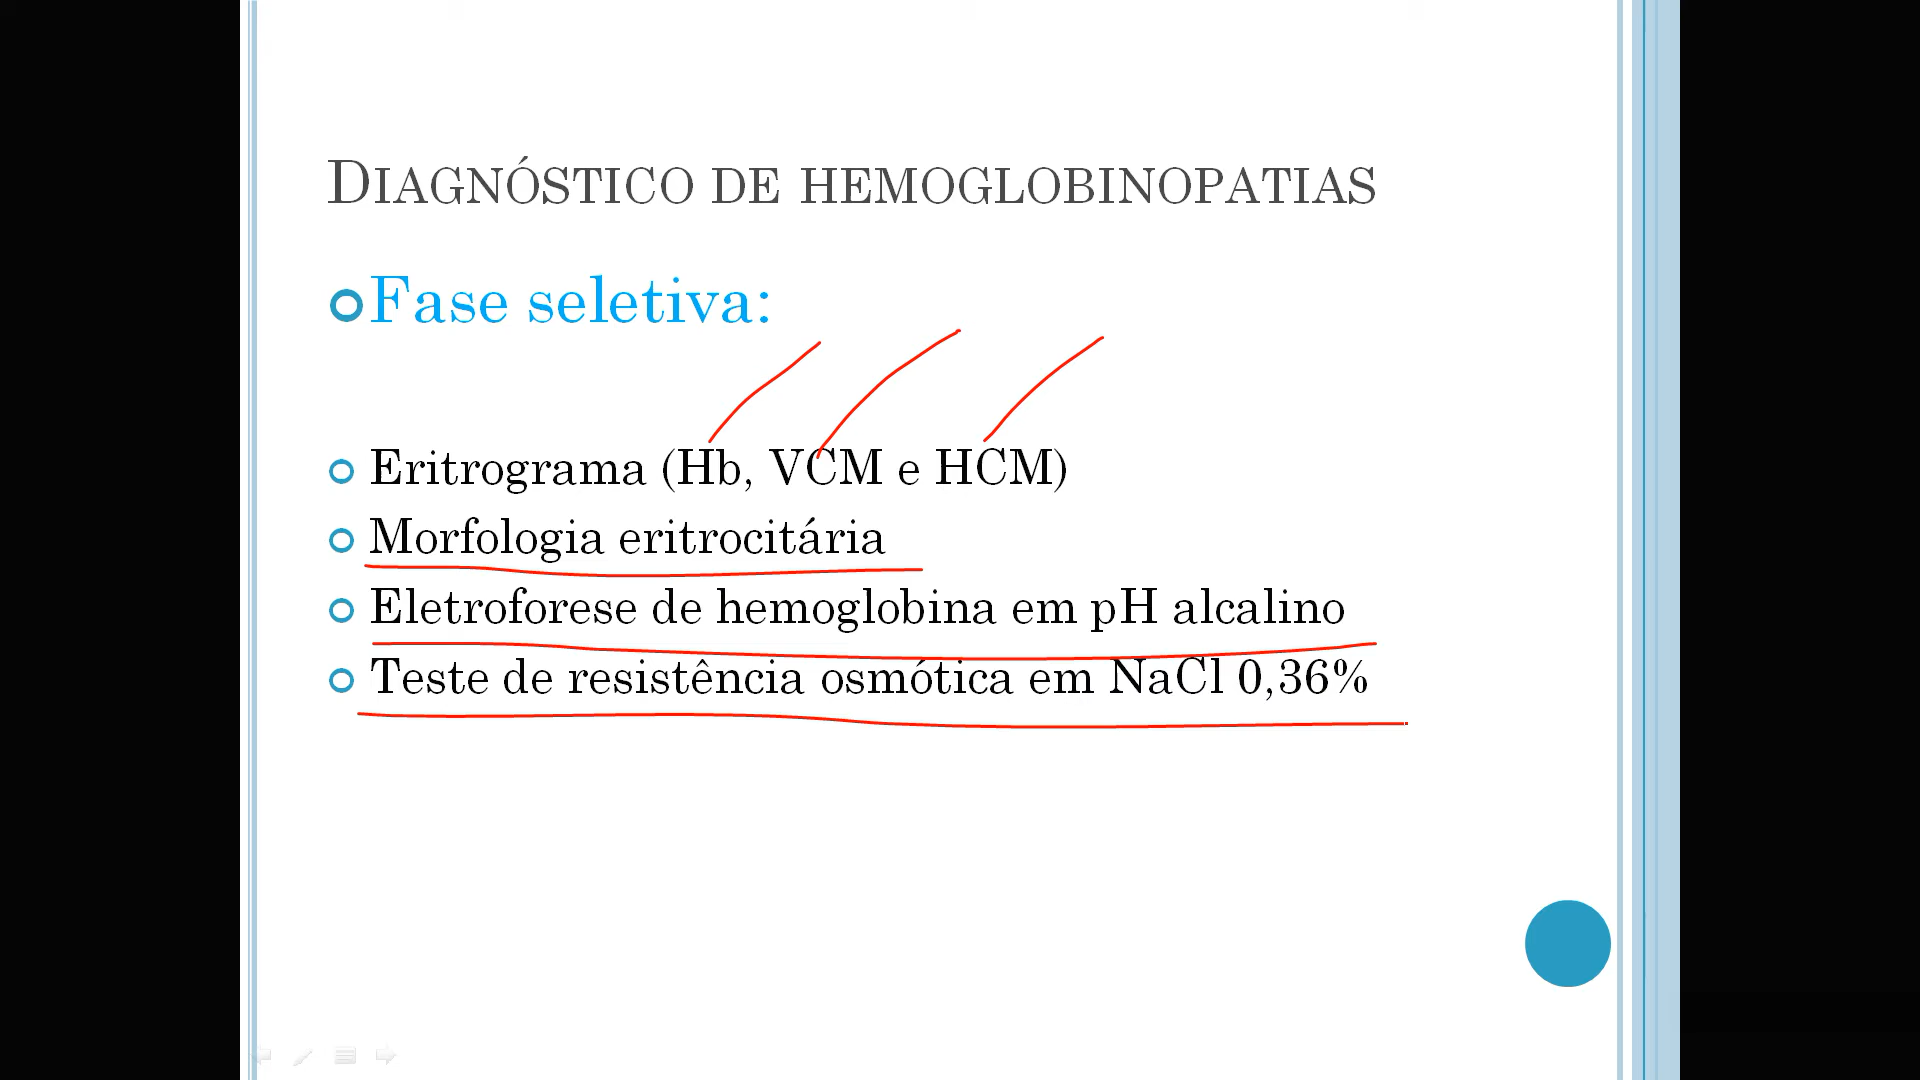 DIAGNÓSTICO DE HEMOGLOBINOPATIAS
Fase seletiva:
Eritrograma (Hb, VCM e HCM)
Morfologia eritrocitária
Eletroforese de hemoglobina em pH alcalino
Teste de resistência osmótica em NaCl 0,36%